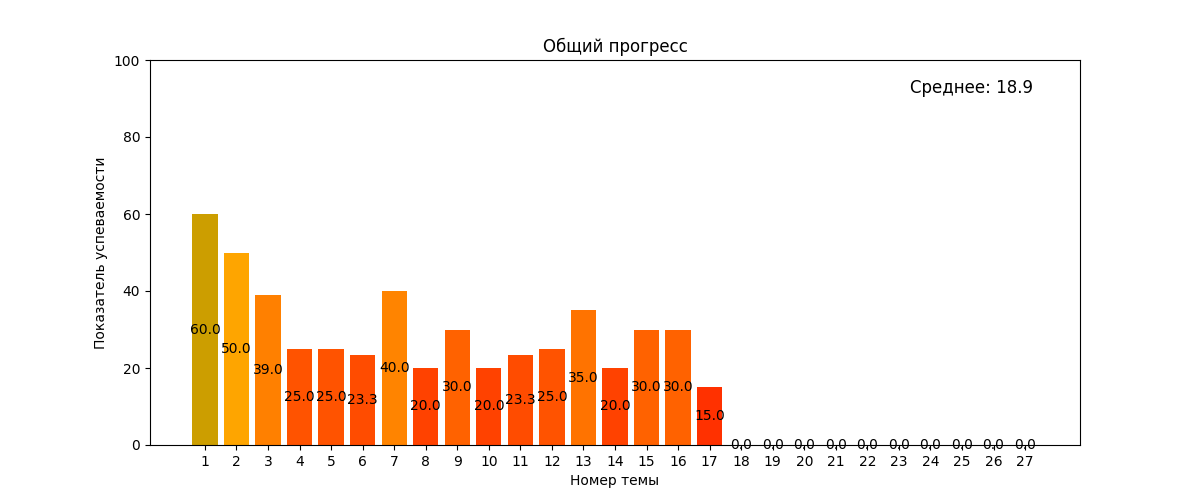 Общий прогресс
Среднее: 18.9
Показатель успеваемости
100
80
60
40
20
0
60.0 50.0 39.0 25.0 25.0 23.3 40.0 20.0 30.0 20.0 23.3 25.0 35.0 20.0 30.0 30.0 15.0 0.0 0.0 0.0 0.0 0.0 0.0 0.0 0.0 0.0 0.0
1 2 3 4 5 6 7 8 9 10 11 12 13 14 15 16 17 18 19 20 21 22 23 24 25 26 27
Номер темы